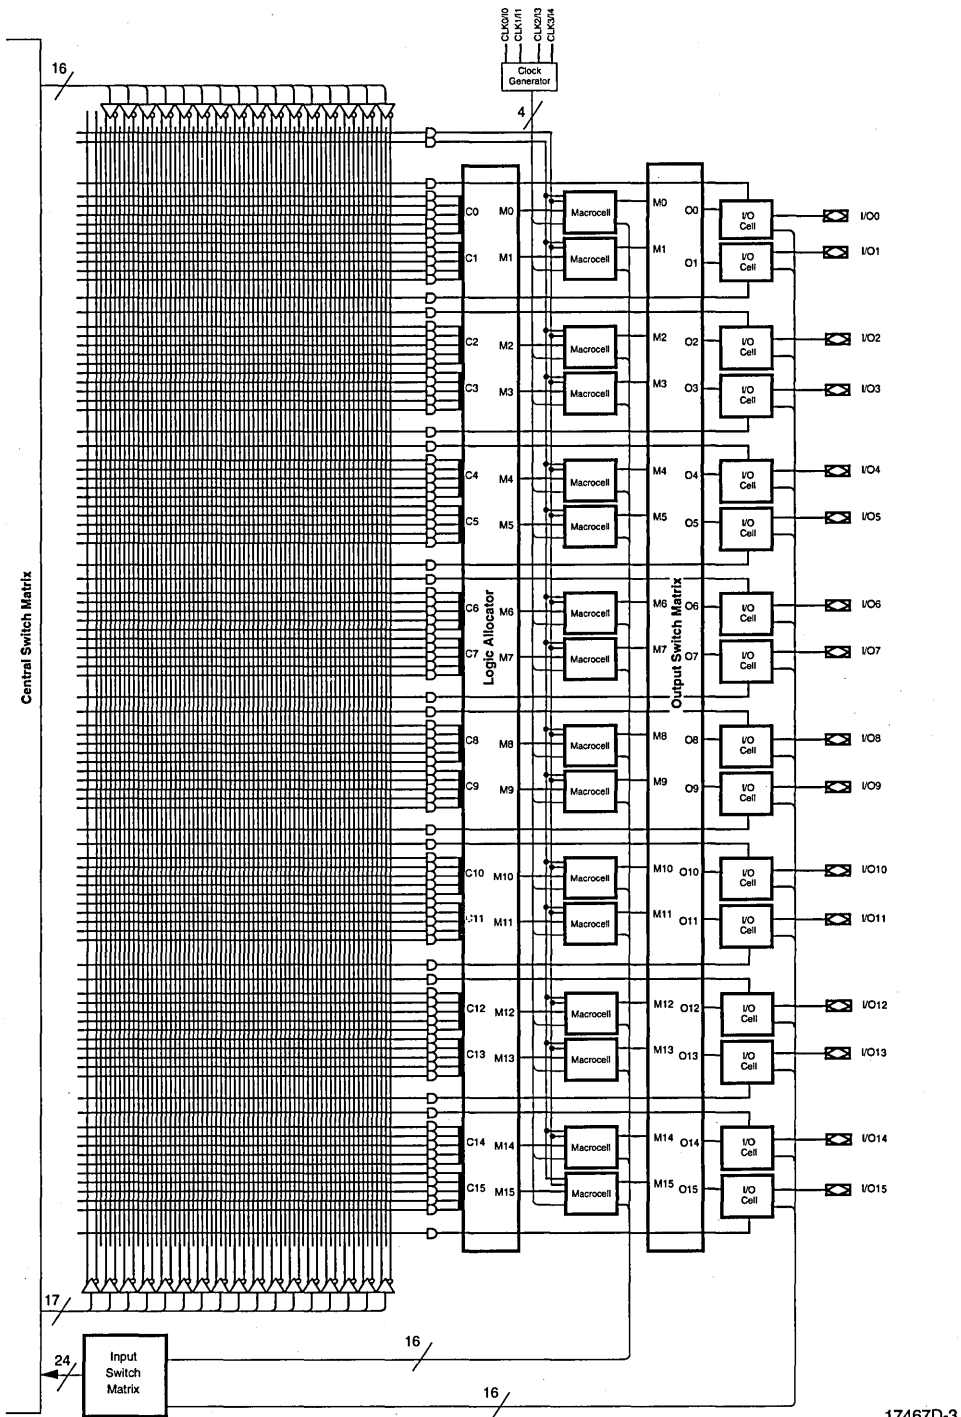 CLK0/I0
CLK1/I1
CLK2/I3
CLK3/I4
Clock
Generator
16
4
Central Switch Matrix
Logic Allocator
Output Switch Matrix
C0 M0 Macrocell M0 O0 I/O Cell I/O0
C1 M1 Macrocell M1 O1 I/O Cell I/O1
C2 M2 Macrocell M2 O2 I/O Cell I/O2
C3 M3 Macrocell M3 O3 I/O Cell I/O3
C4 M4 Macrocell M4 O4 I/O Cell I/O4
C5 M5 Macrocell M5 O5 I/O Cell I/O5
C6 M6 Macrocell M6 O6 I/O Cell I/O6
C7 M7 Macrocell M7 O7 I/O Cell I/O7
C8 M8 Macrocell M8 O8 I/O Cell I/O8
C9 M9 Macrocell M9 O9 I/O Cell I/O9
C10 M10 Macrocell M10 O10 I/O Cell I/O10
C11 M11 Macrocell M11 O11 I/O Cell I/O11
C12 M12 Macrocell M12 O12 I/O Cell I/O12
C13 M13 Macrocell M13 O13 I/O Cell I/O13
C14 M14 Macrocell M14 O14 I/O Cell I/O14
C15 M15 Macrocell M15 O15 I/O Cell I/O15
17
24
Input
Switch
Matrix
16
16
17467D-3